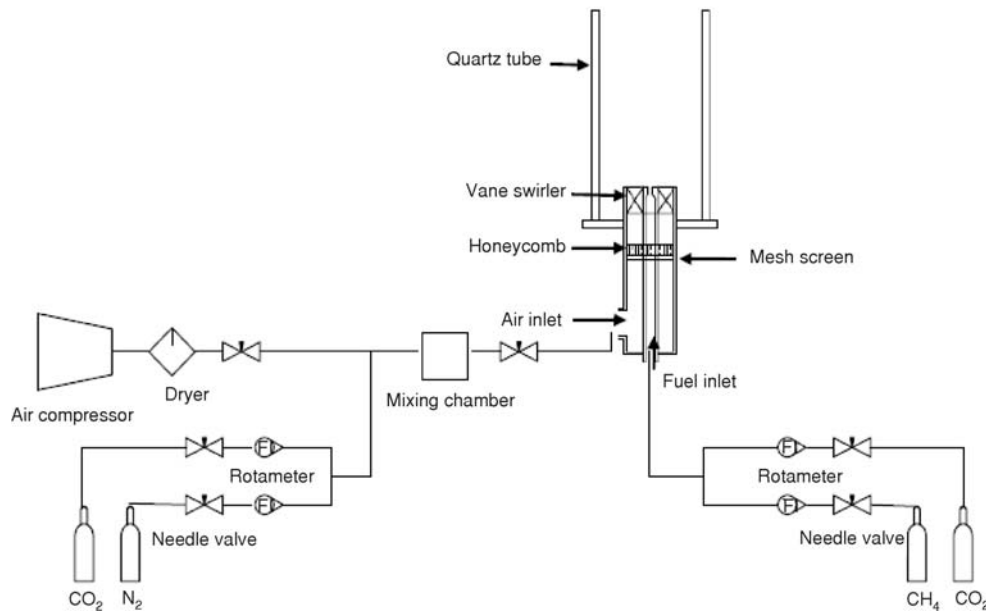 Quartz tube
Vane swirler
Honeycomb
Mesh screen
Air inlet
Fuel inlet
Air compressor
Dryer
Mixing chamber
F
Rotameter
F
Needle valve
CO₂
N₂
F
Rotameter
F
Needle valve
CH₄
CO₂